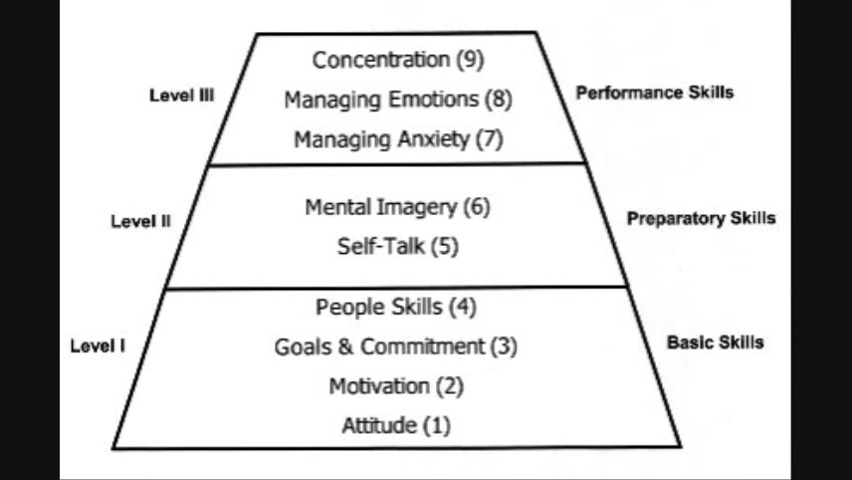 Concentration (9)
Level III
Managing Emotions (8)
Performance Skills
Managing Anxiety (7)
Mental Imagery (6)
Level II
Preparatory Skills
Self-Talk (5)
People Skills (4)
Level I
Goals & Commitment (3)
Basic Skills
Motivation (2)
Attitude (1)